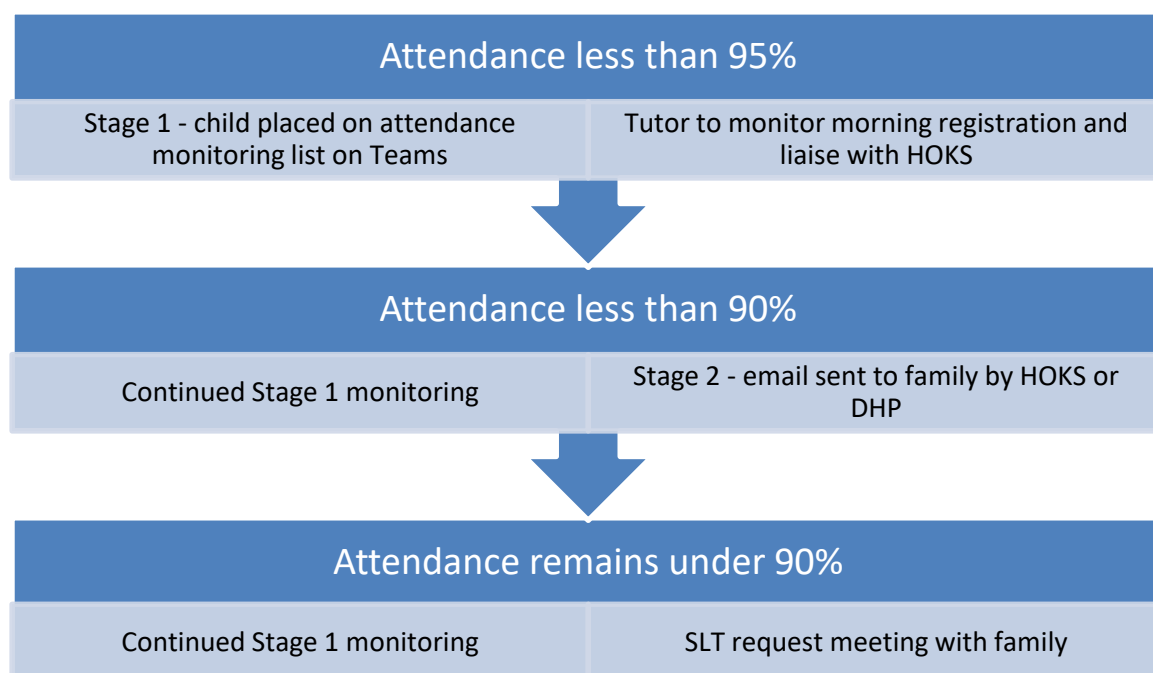 Attendance less than 95%
Stage 1 - child placed on attendance
monitoring list on Teams
Tutor to monitor morning registration and
liaise with HOKS
Attendance less than 90%
Continued Stage 1 monitoring
Stage 2 - email sent to family by HOKS or
DHP
Attendance remains under 90%
Continued Stage 1 monitoring
SLT request meeting with family